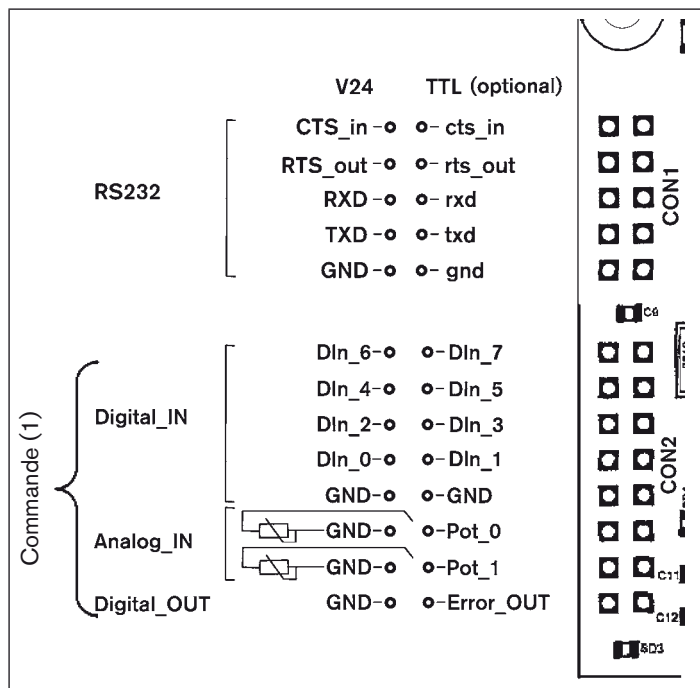 V24 TTL (optional)
CTS_in cts_in
RTS_out rts_out
RS232 RXD rxd
TXD txd
GND gnd
CON1
C9
DIn_6 DIn_7
DIn_4 DIn_5
Digital_IN DIn_2 DIn_3
DIn_0 DIn_1
GND GND
CON2
Commande (1)
Analog_IN GND Pot_0
GND Pot_1
C11
Digital_OUT GND Error_OUT
C12
SD3